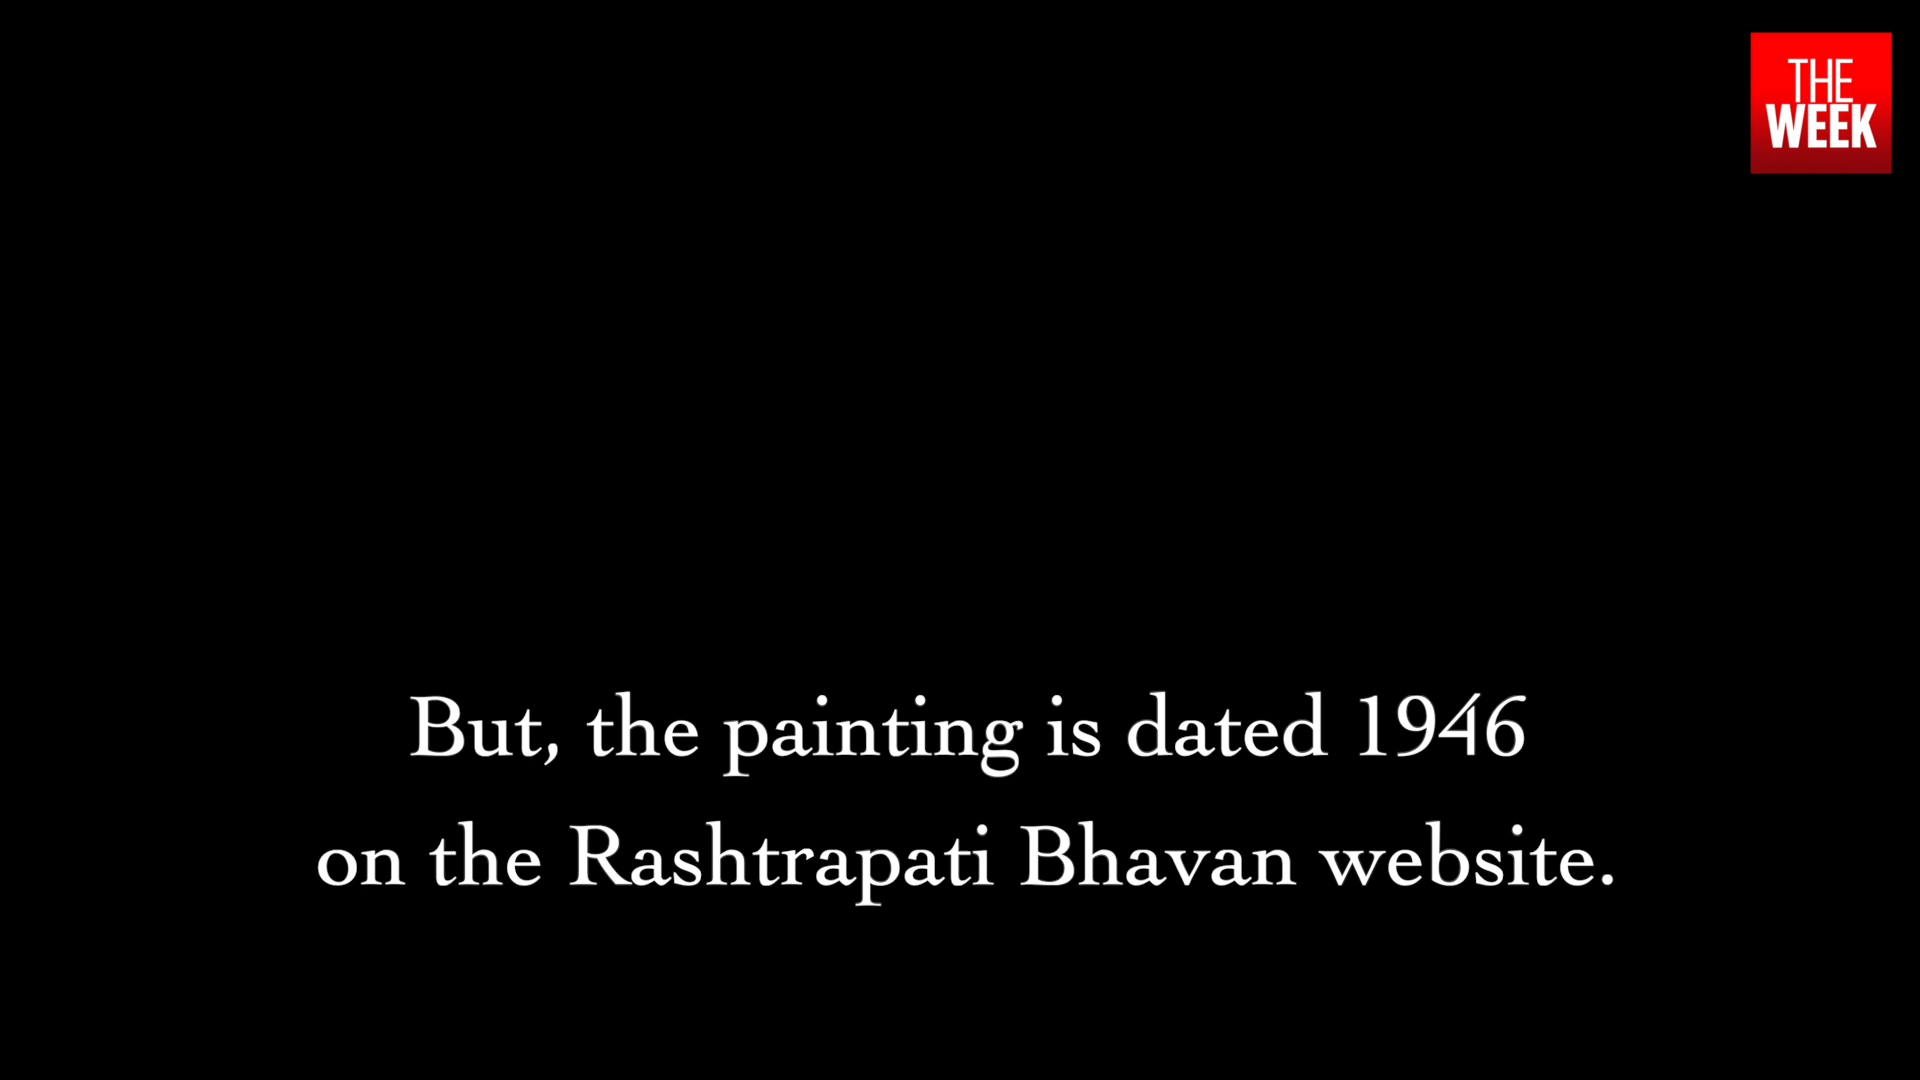 THE
WEEK
But, the painting is dated 1946
on the Rashtrapati Bhavan website.